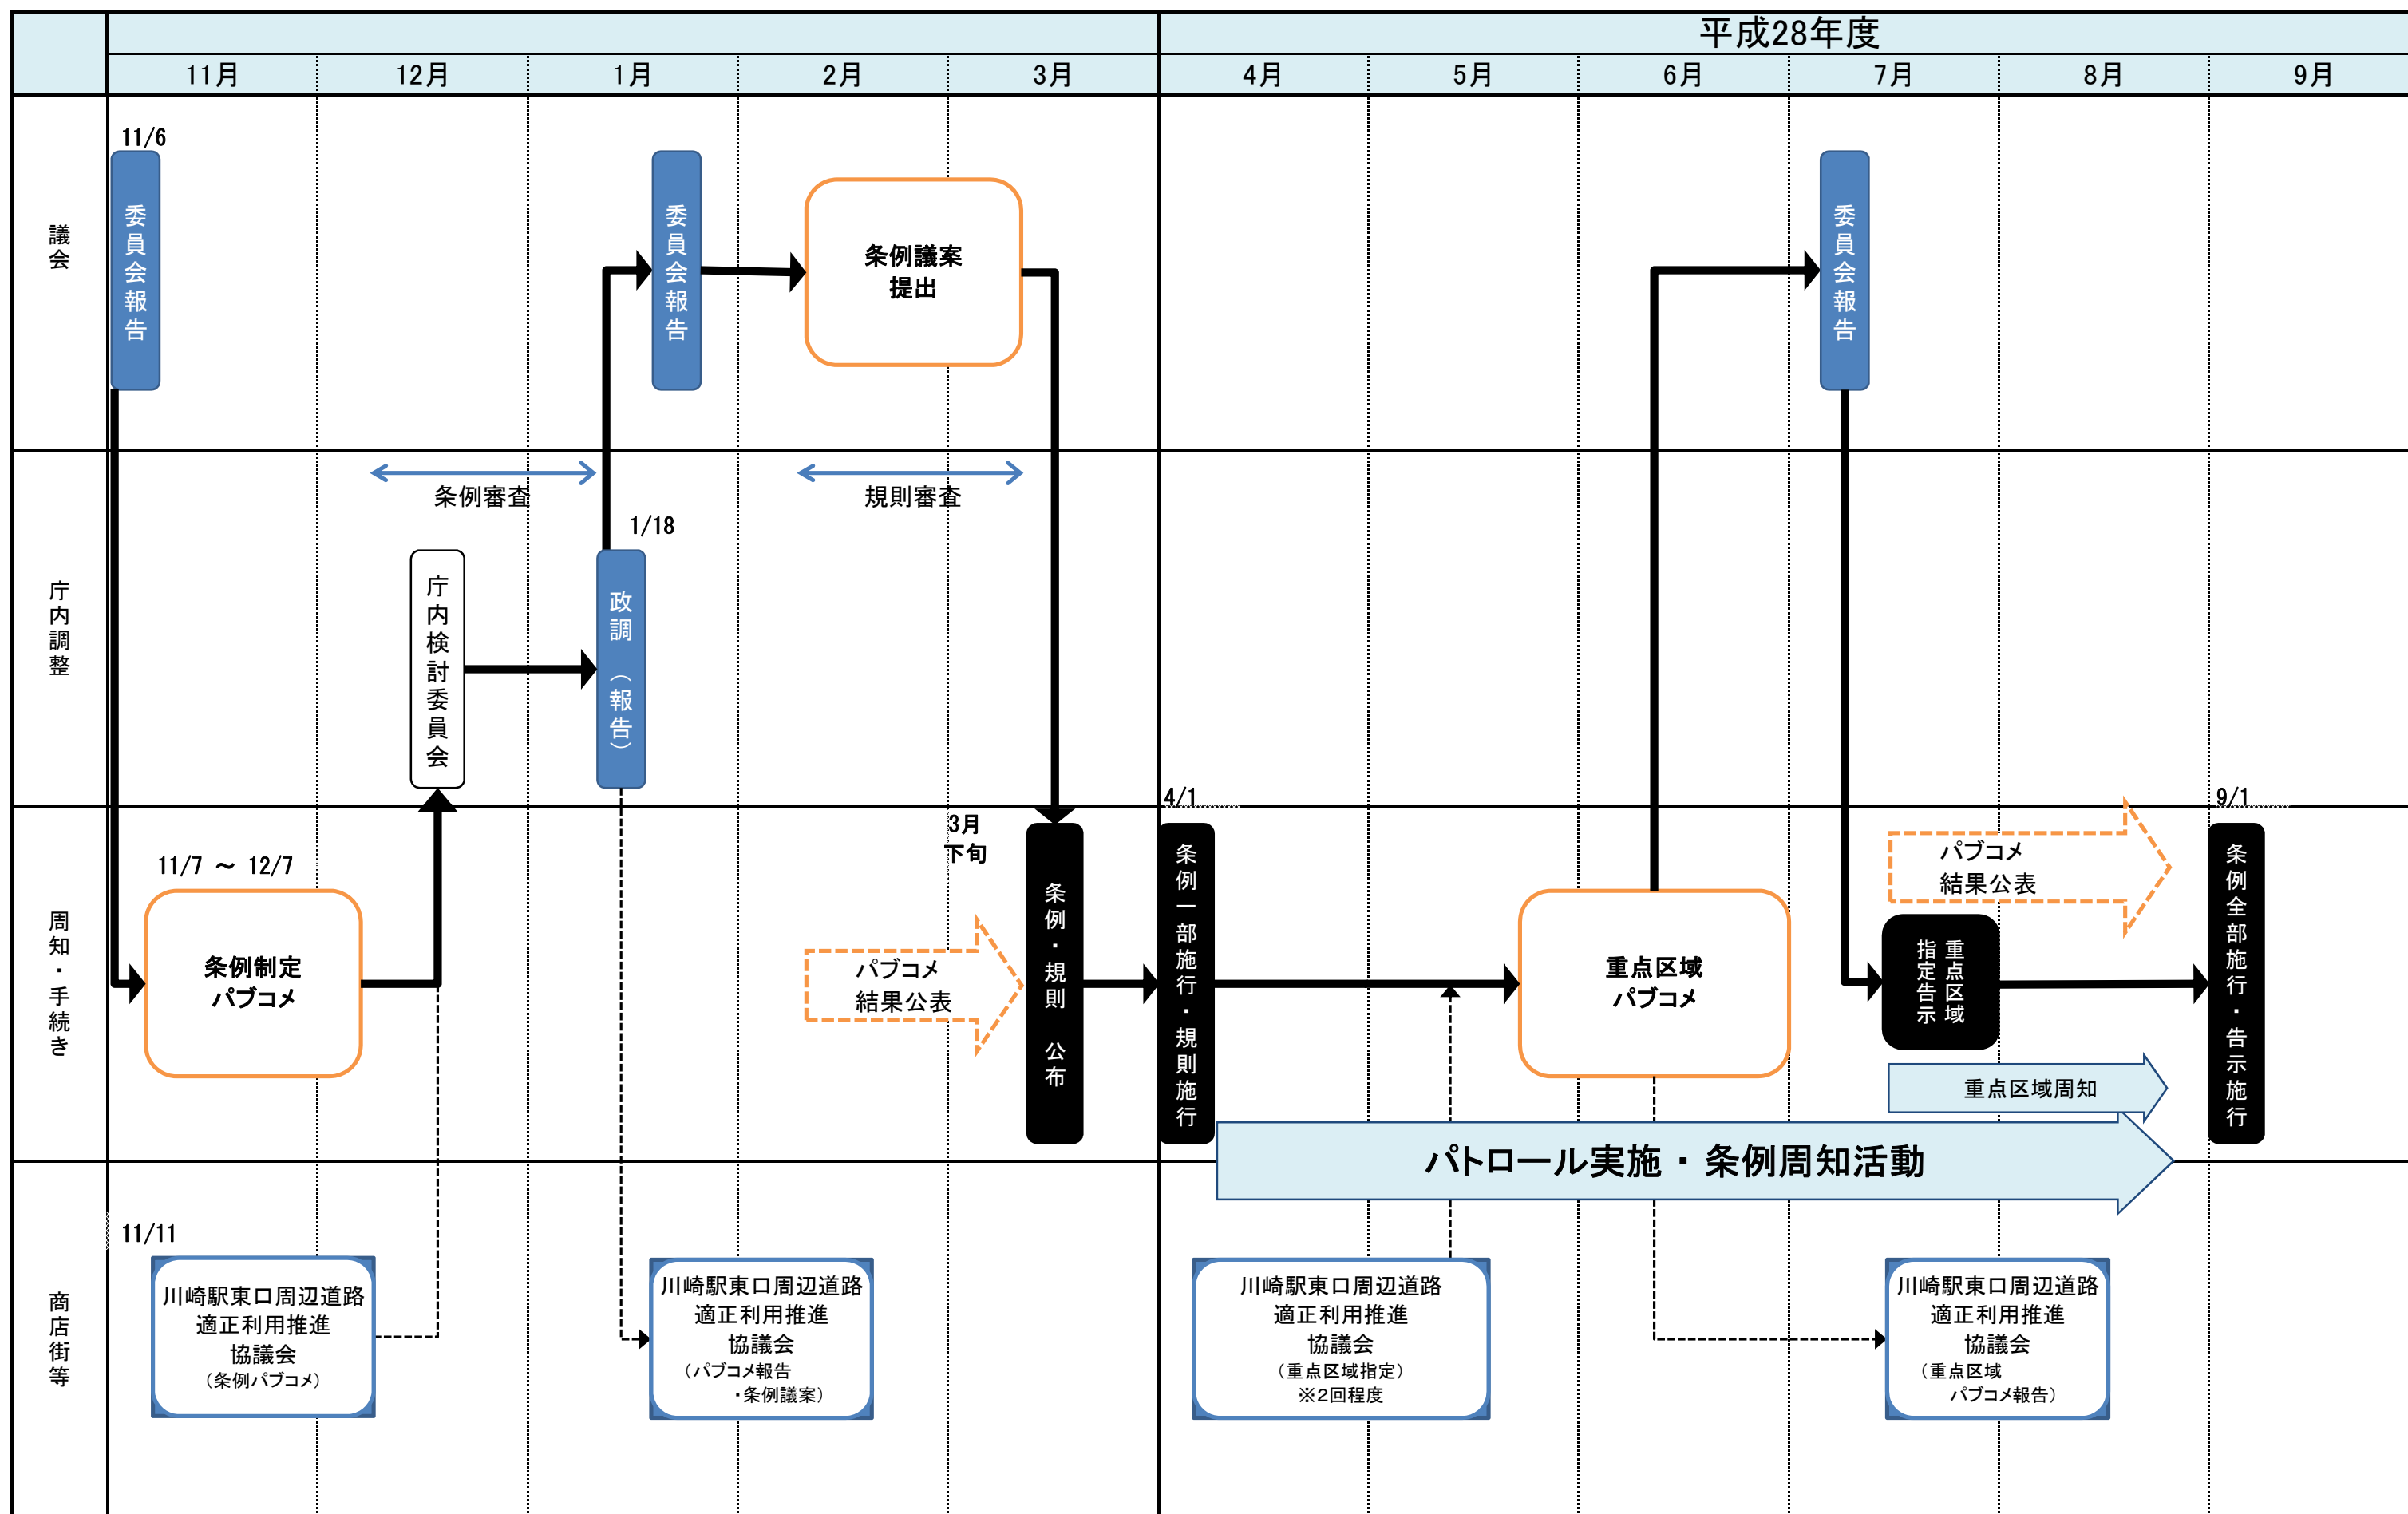 平成28年度
11月
12月
1月
2月
3月
4月
5月
6月
7月
8月
9月
議会
11/6
委員会報告
委員会報告
条例議案
提出
委員会報告
庁内調整
条例審査
規則審査
1/18
庁内検討委員会
政調（報告）
周知・手続き
11/7 ～ 12/7
条例制定
パブコメ
パブコメ
結果公表
3月
下旬
条例・規則 公布
4/1
条例一部施行・規則施行
重点区域
パブコメ
パブコメ
結果公表
重点区域
指定告示
重点区域周知
9/1
条例全部施行・告示施行
パトロール実施・条例周知活動
商店街等
11/11
川崎駅東口周辺道路
適正利用推進
協議会
（条例パブコメ）
川崎駅東口周辺道路
適正利用推進
協議会
（パブコメ報告
・条例議案）
川崎駅東口周辺道路
適正利用推進
協議会
（重点区域指定）
※2回程度
川崎駅東口周辺道路
適正利用推進
協議会
（重点区域
パブコメ報告）